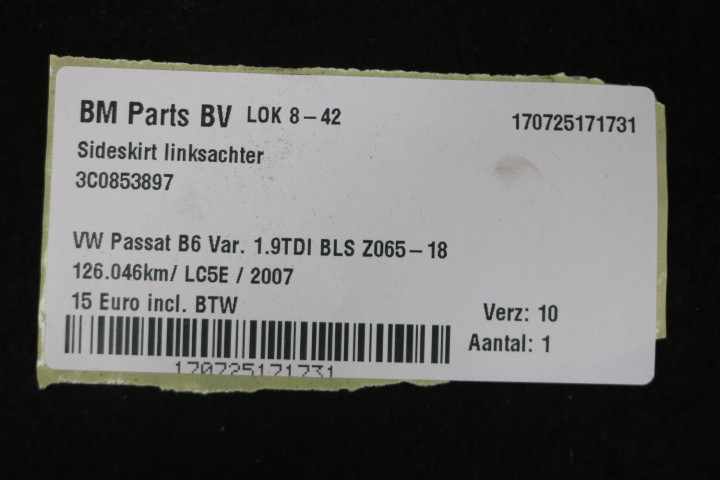 BM Parts BV LOK 8-42 170725171731
Sideskirt linksachter
3C0853897
VW Passat B6 Var. 1.9TDI BLS Z065-18
126.046km/ LC5E / 2007
15 Euro incl. BTW
Verz: 10
Aantal: 1
170725171731